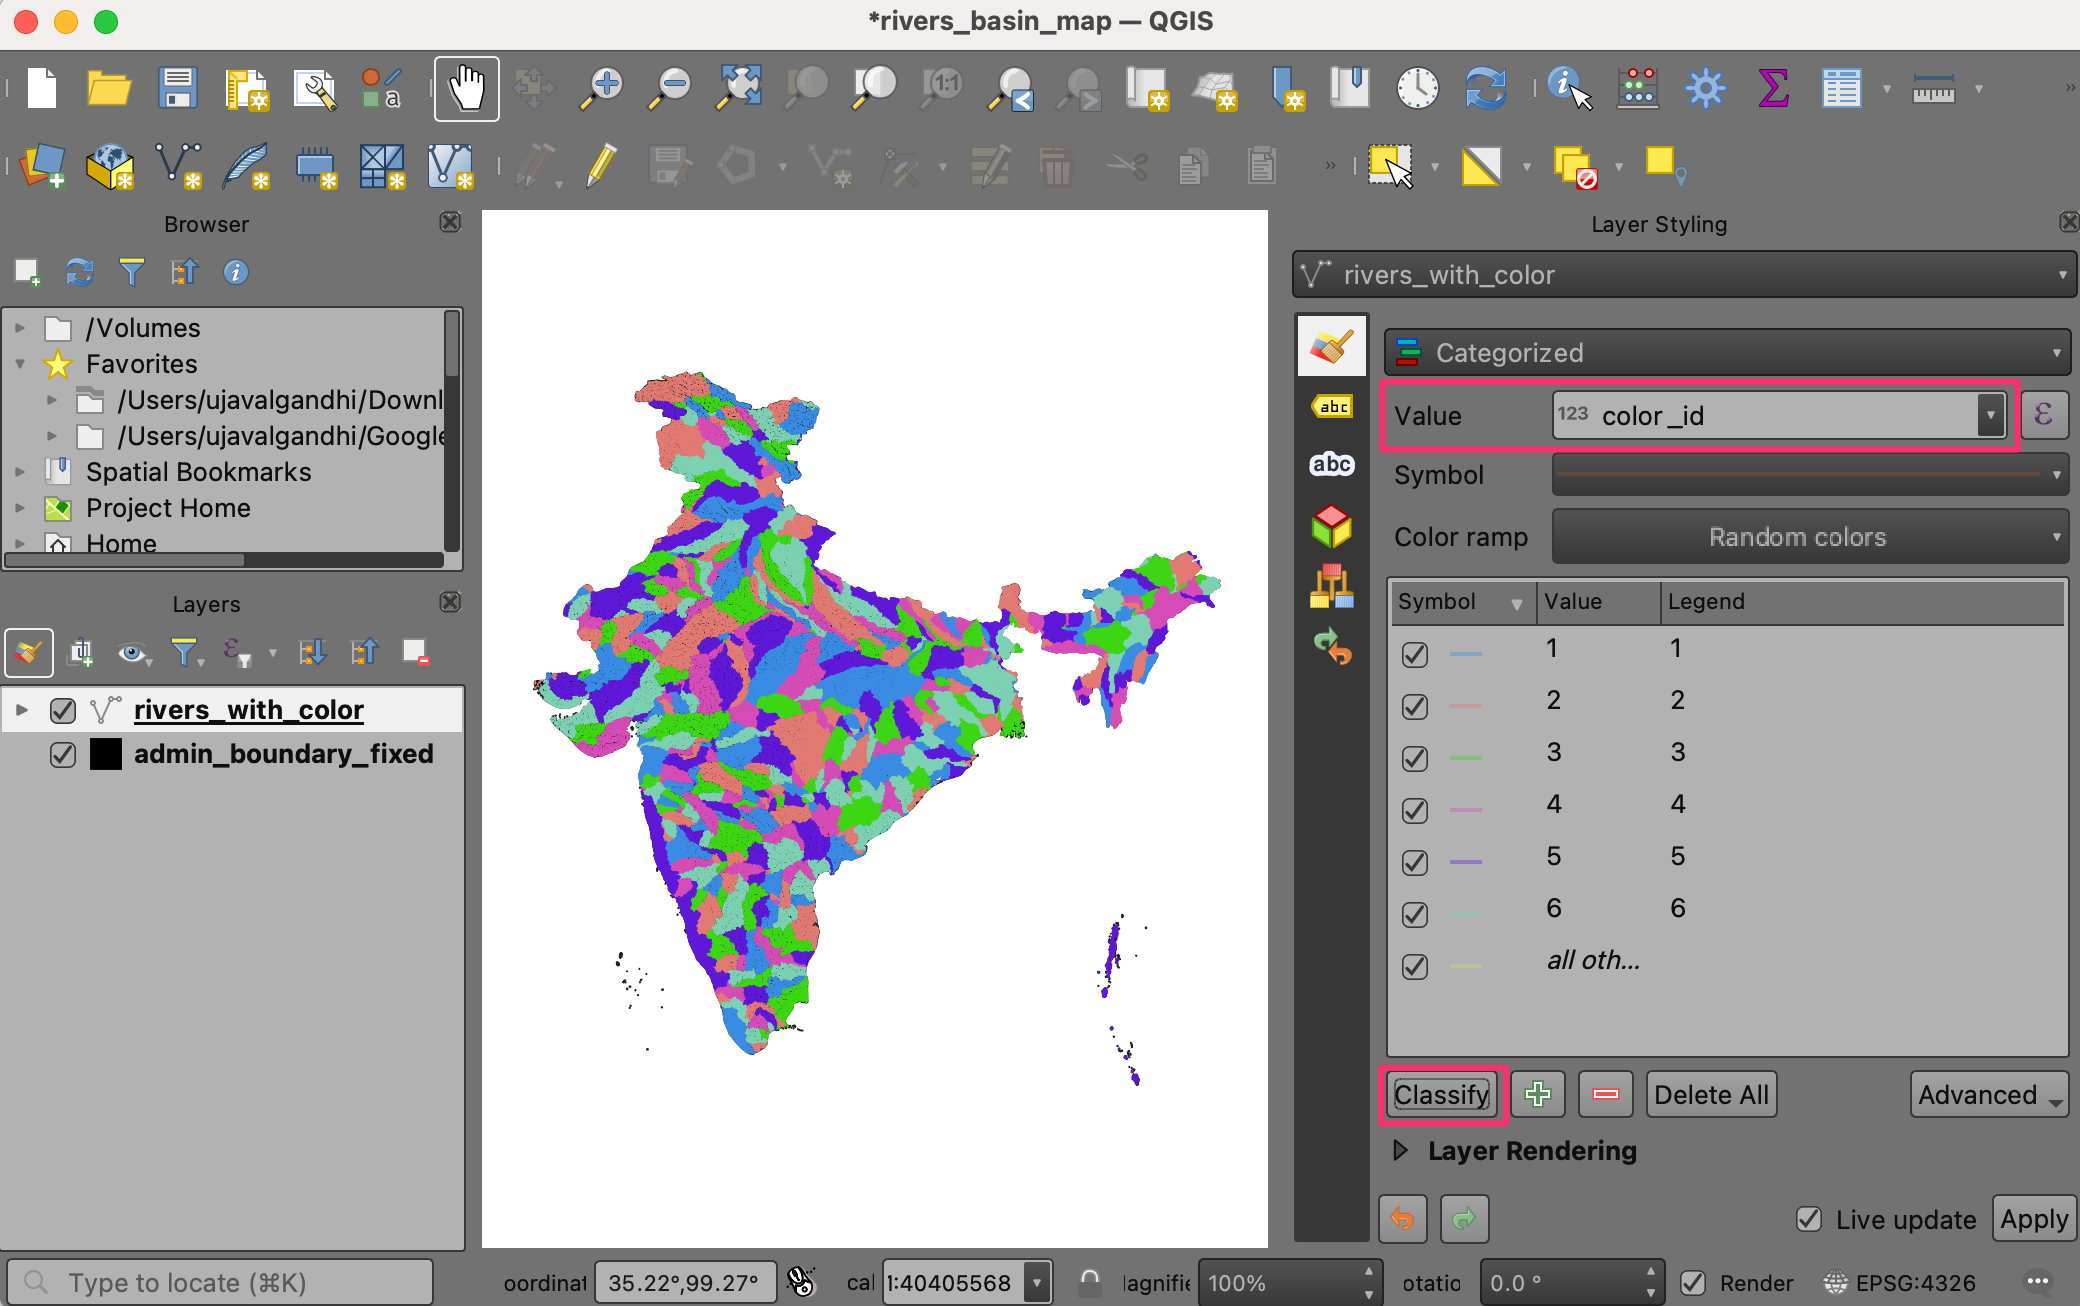 *rivers_basin_map — QGIS
1:1
a
Browser
/Volumes
Favorites
/Users/ujavalgandhi/Downl
/Users/ujavalgandhi/Google
Spatial Bookmarks
Project Home
Home
Layers
rivers_with_color
admin_boundary_fixed
Layer Styling
rivers_with_color
abc
abc
Categorized
Value
123 color_id
Symbol
Color ramp
Random colors
Symbol Value Legend
1 1
2 2
3 3
4 4
5 5
6 6
all oth...
Classify
Delete All
Advanced
Layer Rendering
Live update
Apply
Type to locate (⌘K)
oordinat
35.22°,99.27°
cal
1:40405568
lagnifie
100%
otatio
0.0 °
Render
EPSG:4326